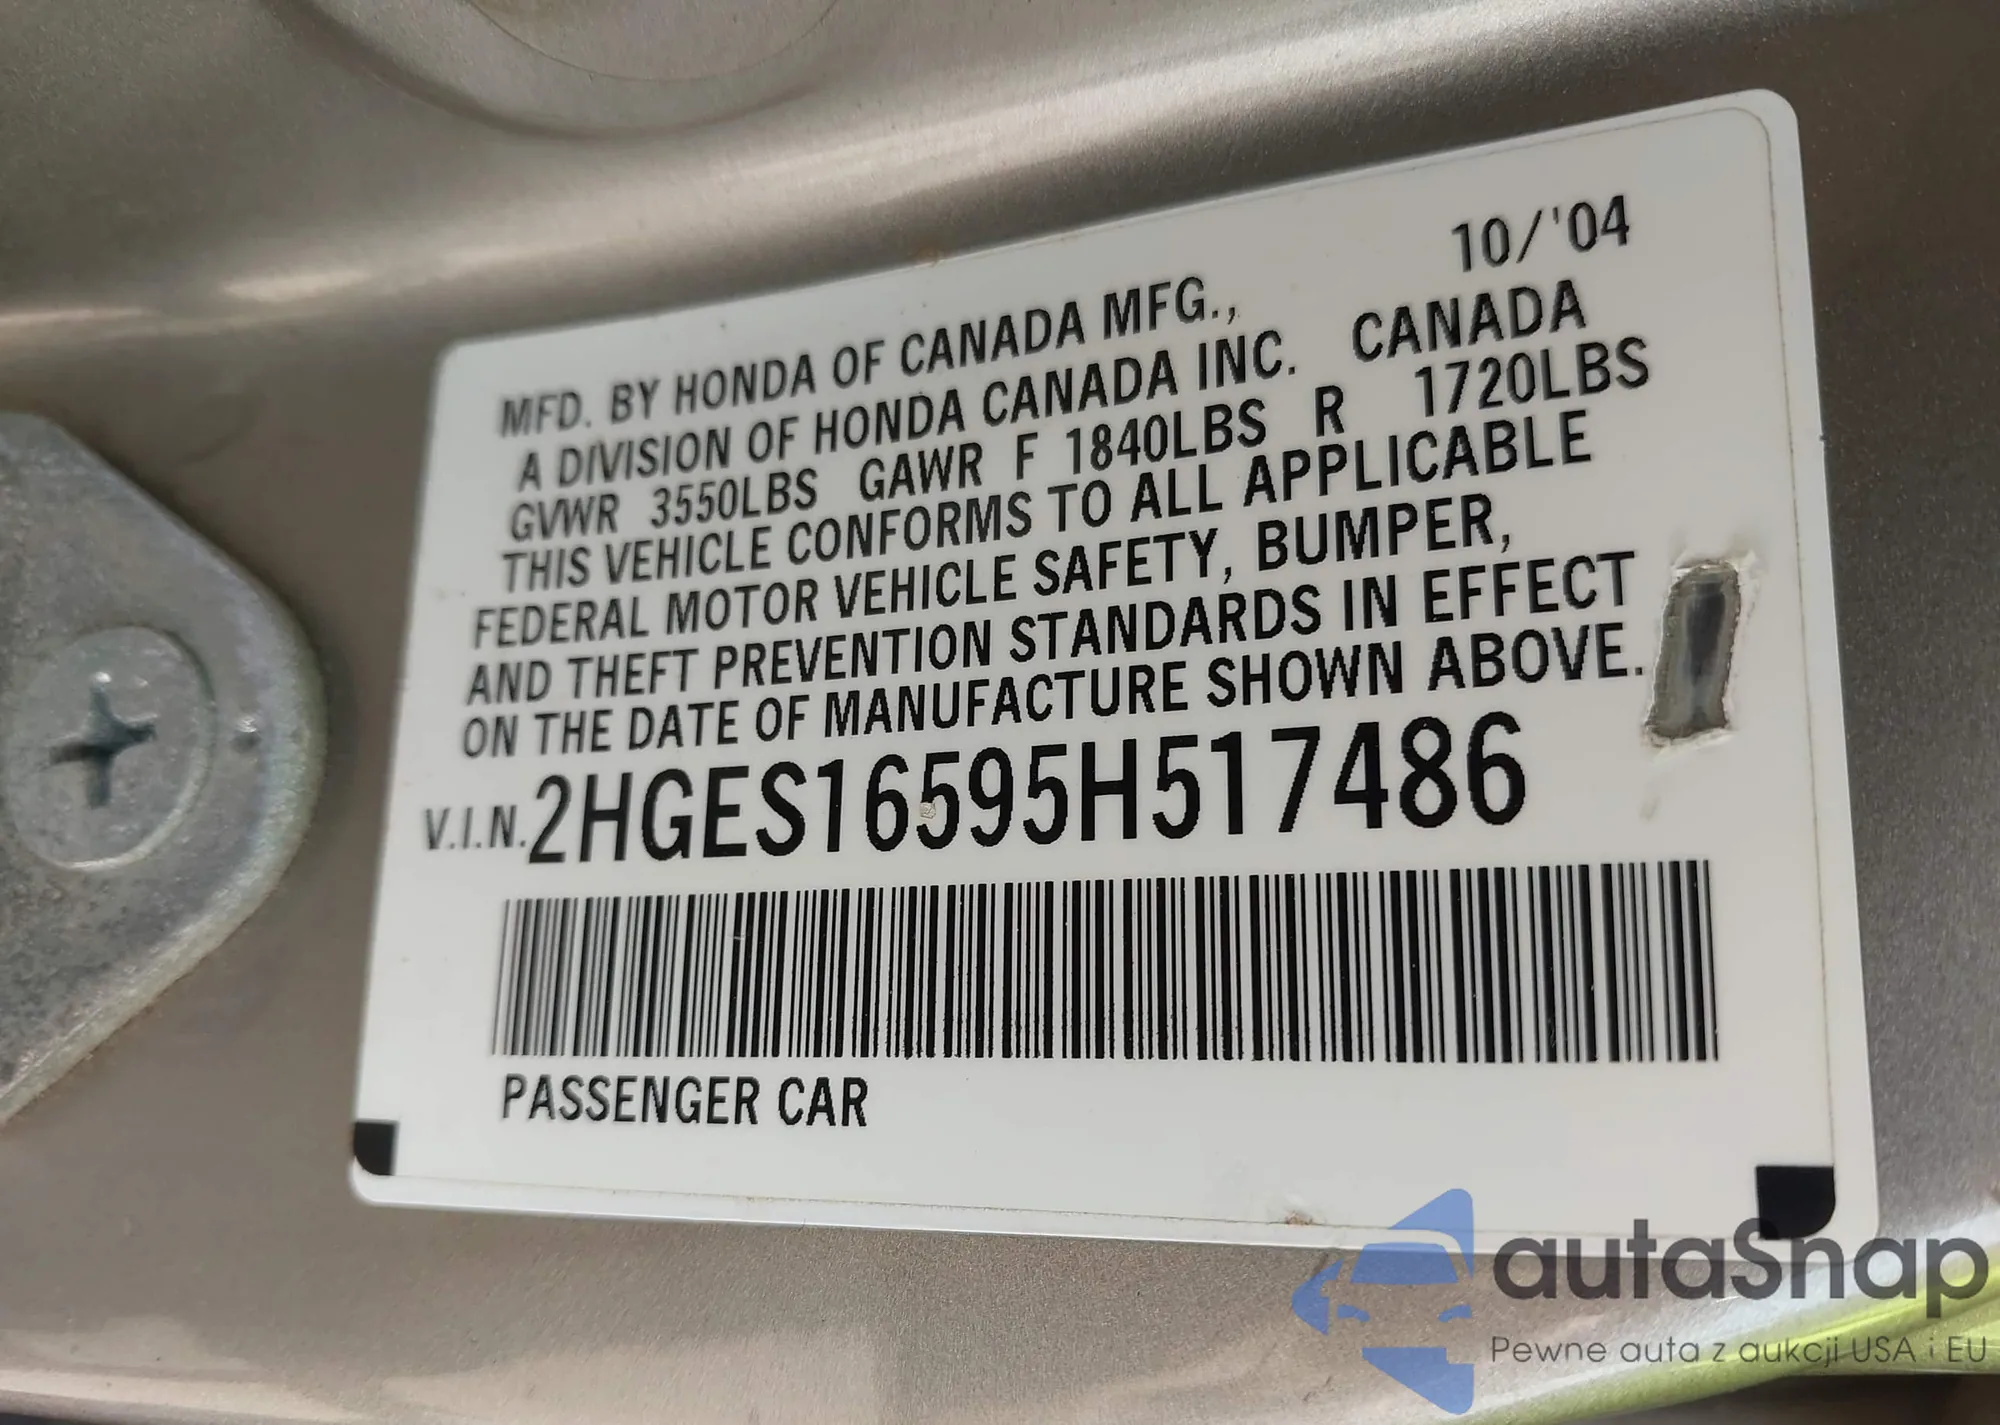 10/'04
MFD. BY HONDA OF CANADA MFG.,
A DIVISION OF HONDA CANADA INC. CANADA
GVWR 3550LBS GAWR F 1840LBS R 1720LBS
THIS VEHICLE CONFORMS TO ALL APPLICABLE
FEDERAL MOTOR VEHICLE SAFETY, BUMPER,
AND THEFT PREVENTION STANDARDS IN EFFECT
ON THE DATE OF MANUFACTURE SHOWN ABOVE.
V.I.N. 2HGES16595H517486
PASSENGER CAR
autaSnap
Pewne auta z aukcji USA i EU